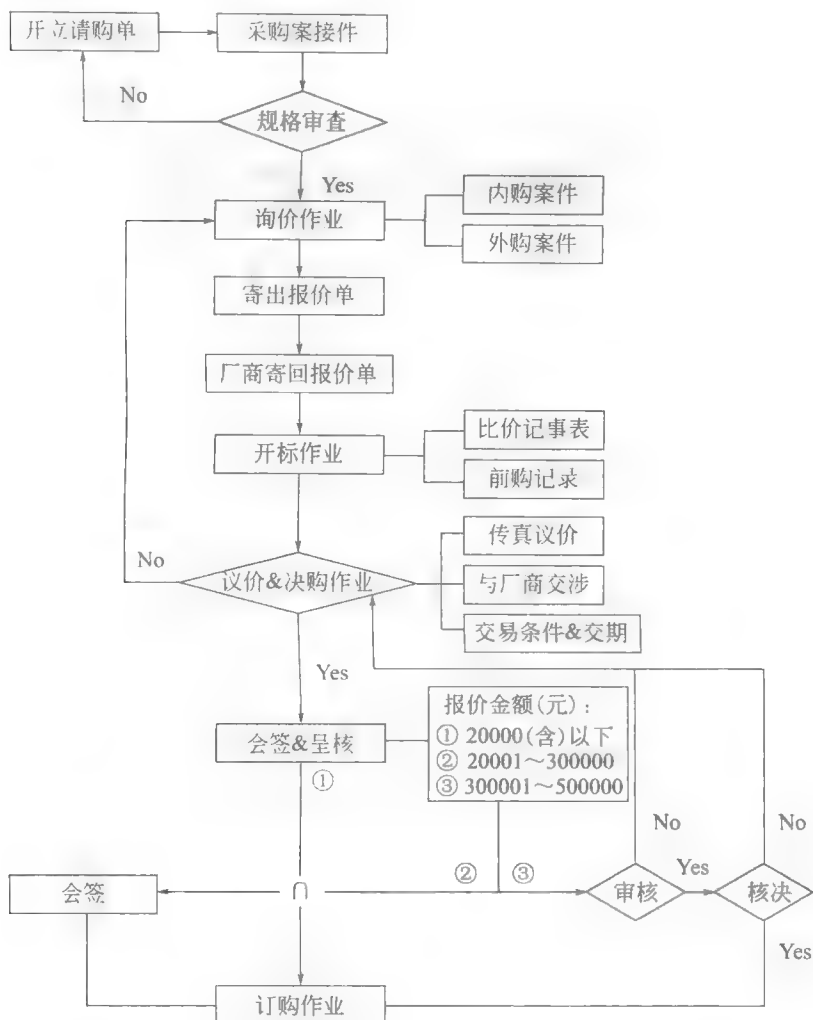 开立请购单
采购案接件
No
规格审查
Yes
内购案件
询价作业
外购案件
寄出报价单
厂商寄回报价单
比价记事表
开标作业
前购记录
传真议价
No
议价&决购作业
与厂商交涉
交易条件&交期
Yes
报价金额(元):
会签&呈核
① 20000(含)以下
② 20001～300000
①
③ 300001～500000
No
No
会签
②
③
审核
Yes
核决
Yes
订购作业